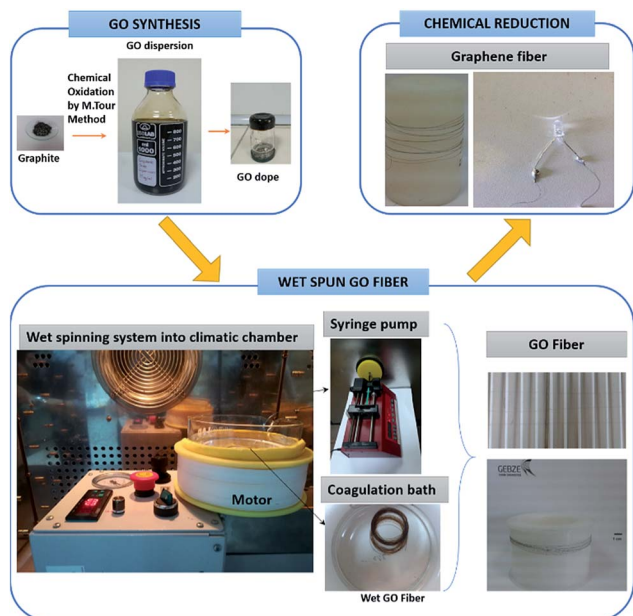 GO SYNTHESIS
GO dispersion
Chemical
Oxidation
by M.Tour
Method
Graphite
GO dope
1000
CHEMICAL REDUCTION
Graphene fiber
WET SPUN GO FIBER
Wet spinning system into climatic chamber
Motor
Syringe pump
Coagulation bath
Wet GO Fiber
GO Fiber
GEBZE